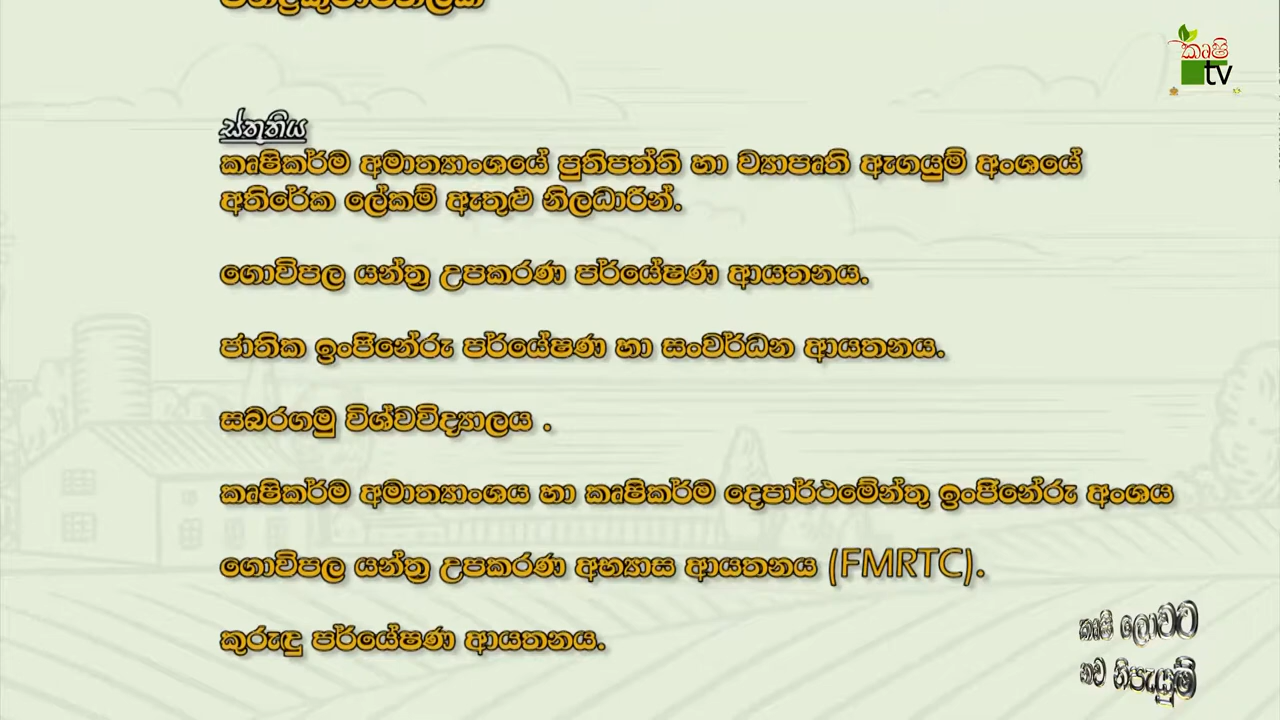 කෘෂි
tv
ස්තූතිය
කෘෂිකර්ම අමාත්‍යාංශයේ ප්‍රතිපත්ති හා ව්‍යාපෘති ඇගයුම් අංශයේ
අතිරේක ලේකම් ඇතුළු නිලධාරීන්.
ගොවිපල යන්ත්‍ර උපකරණ පර්යේෂණ ආයතනය.
ජාතික ඉංජිනේරු පර්යේෂණ හා සංවර්ධන ආයතනය.
සබරගමු විශ්වවිද්‍යාලය .
කෘෂිකර්ම අමාත්‍යාංශය හා කෘෂිකර්ම දෙපාර්ථමේන්තු ඉංජිනේරු අංශය
ගොවිපල යන්ත්‍ර උපකරණ අභ්‍යාස ආයතනය (FMRTC).
කුරුඳු පර්යේෂණ ආයතනය.
කෘෂි ලොවට
නව නිපැයුම්